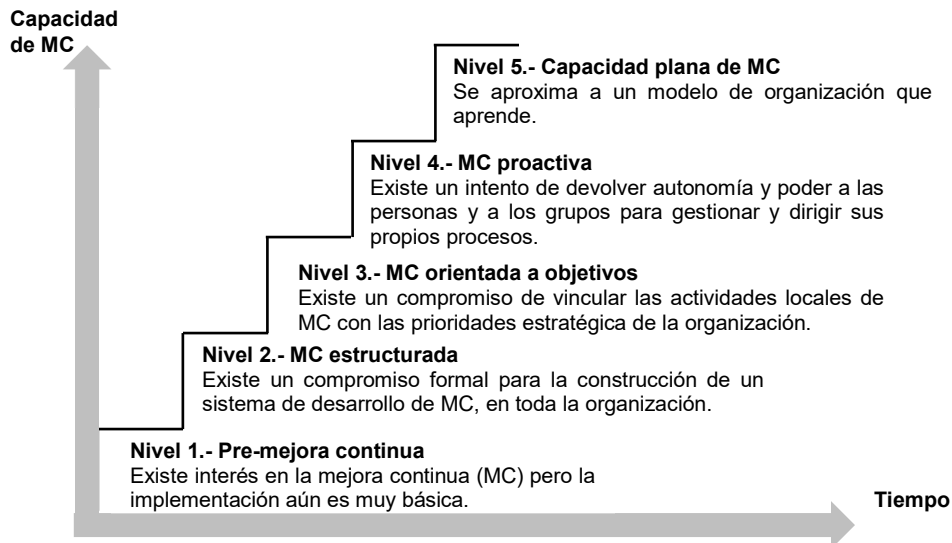 Capacidad
de MC
Nivel 5.- Capacidad plana de MC
Se aproxima a un modelo de organización que
aprende.
Nivel 4.- MC proactiva
Existe un intento de devolver autonomía y poder a las
personas y a los grupos para gestionar y dirigir sus
propios procesos.
Nivel 3.- MC orientada a objetivos
Existe un compromiso de vincular las actividades locales de
MC con las prioridades estratégica de la organización.
Nivel 2.- MC estructurada
Existe un compromiso formal para la construcción de un
sistema de desarrollo de MC, en toda la organización.
Nivel 1.- Pre-mejora continua
Existe interés en la mejora continua (MC) pero la
implementación aún es muy básica.
Tiempo